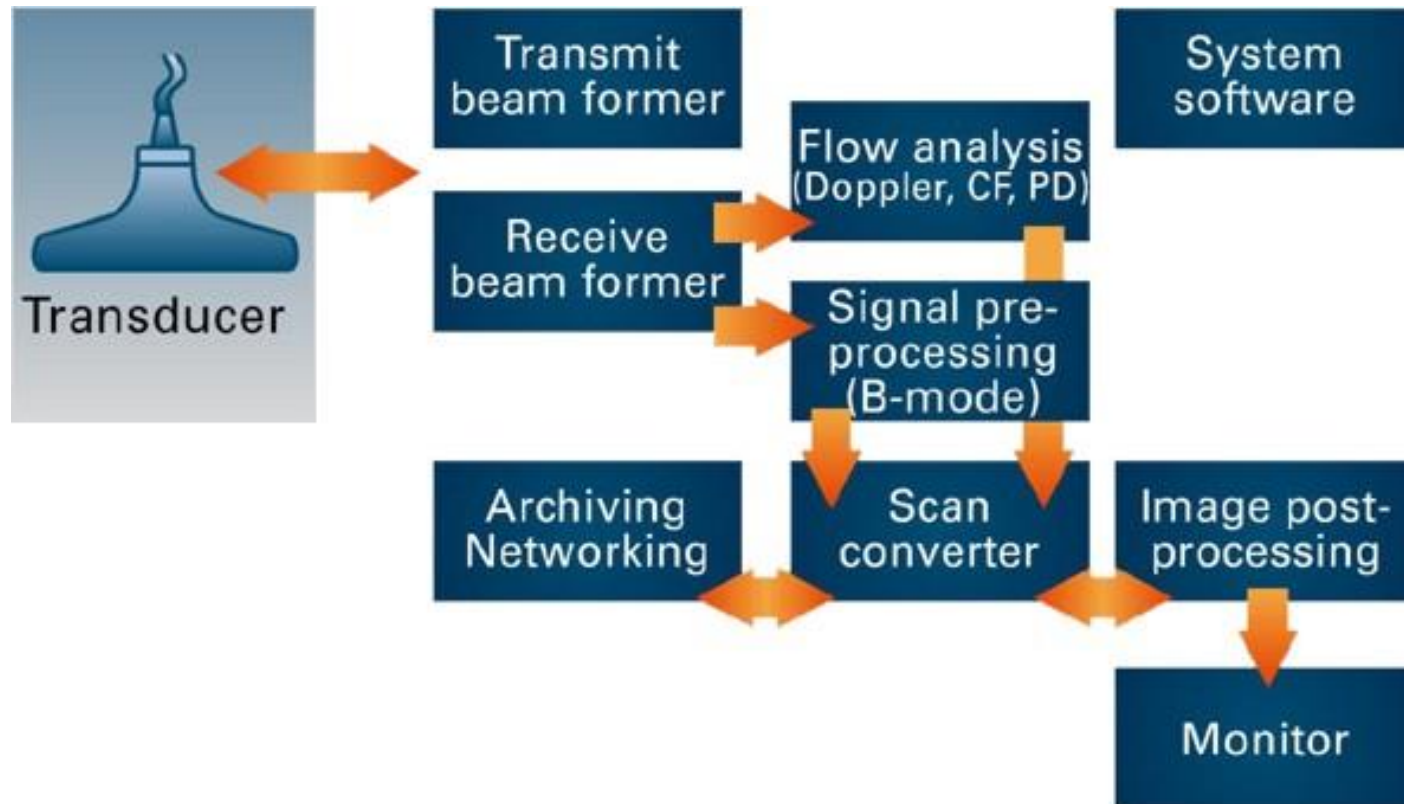 Transducer
Transmit
beam former
Receive
beam former
Flow analysis
(Doppler, CF, PD)
Signal pre-
processing
(B-mode)
System
software
Archiving
Networking
Scan
converter
Image post-
processing
Monitor